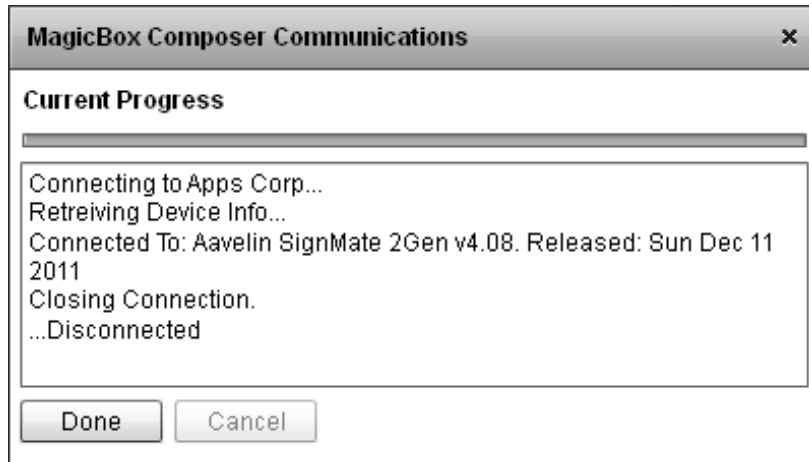 MagicBox Composer Communications ×
Current Progress
Connecting to Apps Corp...
Retreiving Device Info...
Connected To: Aavelin SignMate 2Gen v4.08. Released: Sun Dec 11
2011
Closing Connection.
...Disconnected
Done Cancel